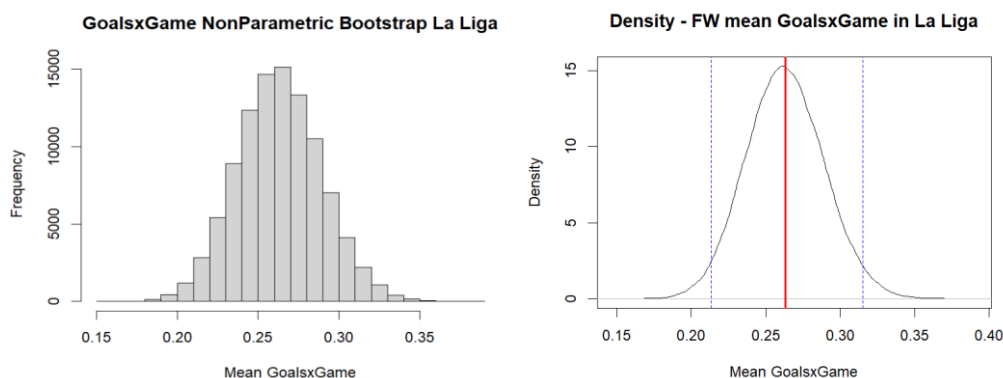 GoalsxGame NonParametric Bootstrap La Liga
Frequency
15000
10000
5000
0
0.15 0.20 0.25 0.30 0.35
Mean GoalsxGame
Density - FW mean GoalsxGame in La Liga
Density
15
10
5
0
0.15 0.20 0.25 0.30 0.35 0.40
Mean GoalsxGame